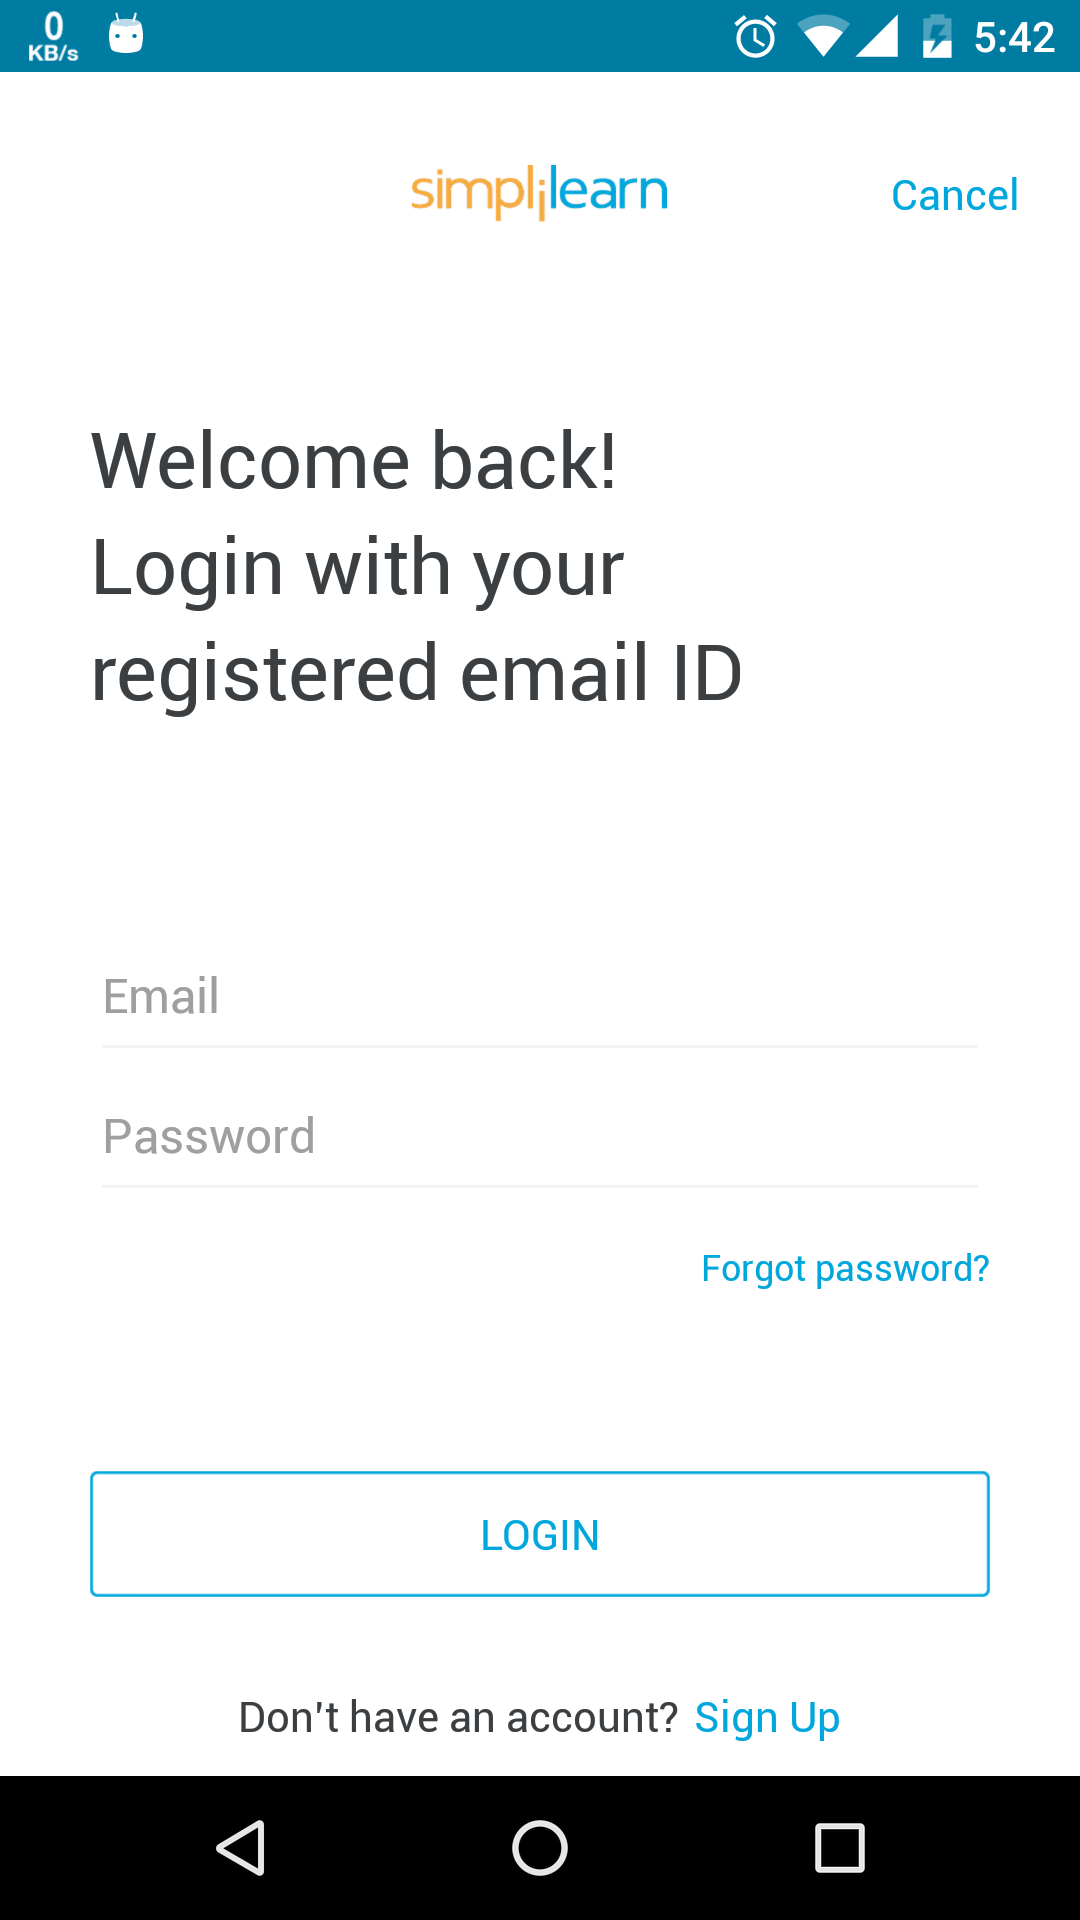 0
KB/s
5:42
simplilearn
Cancel
Welcome back!
Login with your
registered email ID
Email
Password
Forgot password?
LOGIN
Don't have an account? Sign Up